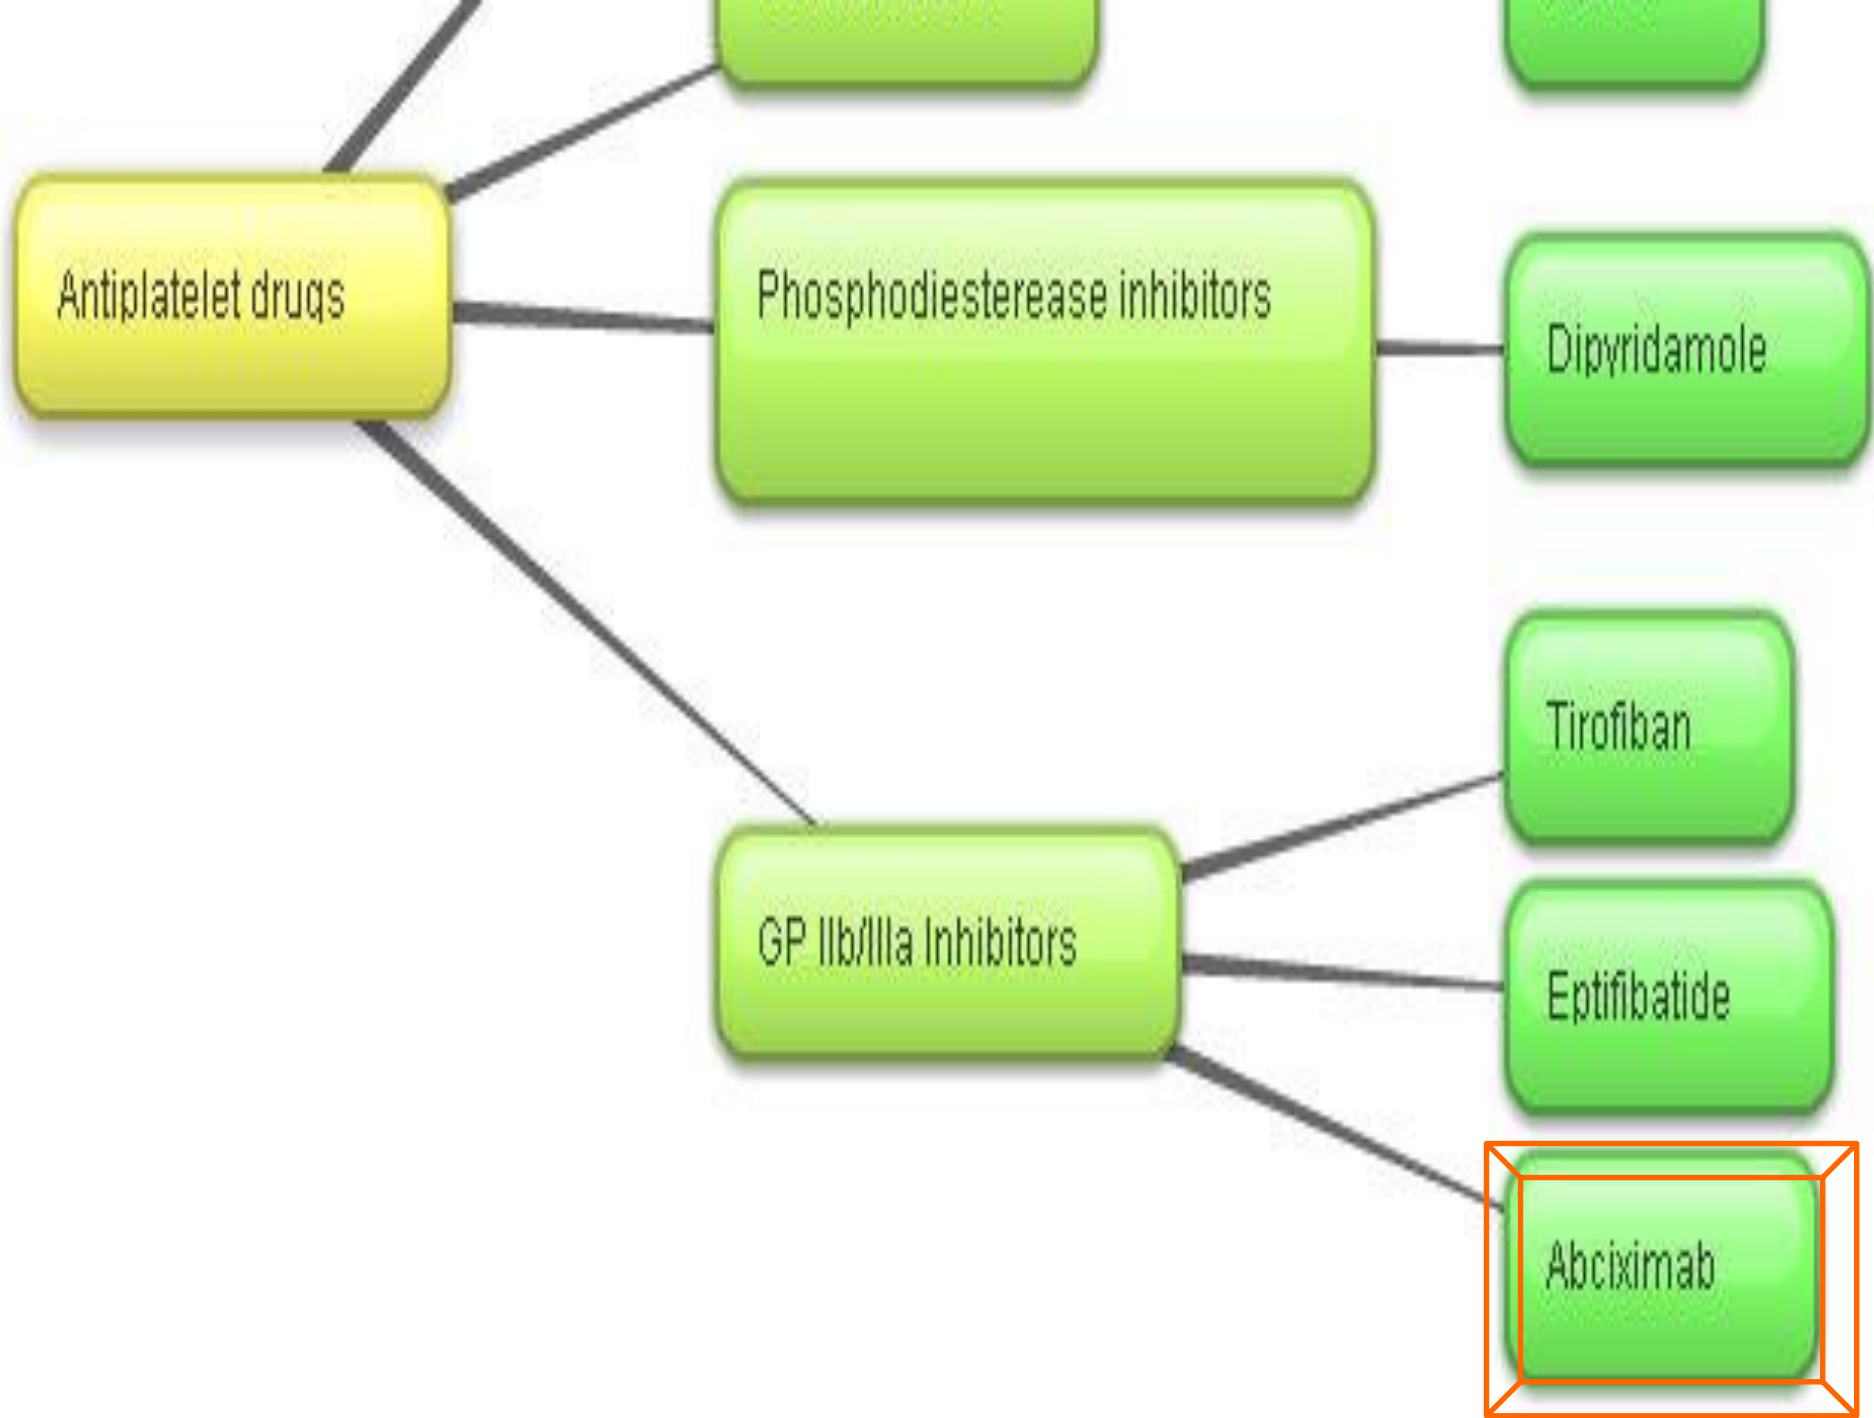 Antiplatelet drugs
Phosphodiesterease inhibitors
Dipyridamole
Tirofiban
GP IIb/IIIa Inhibitors
Eptifibatide
Abciximab